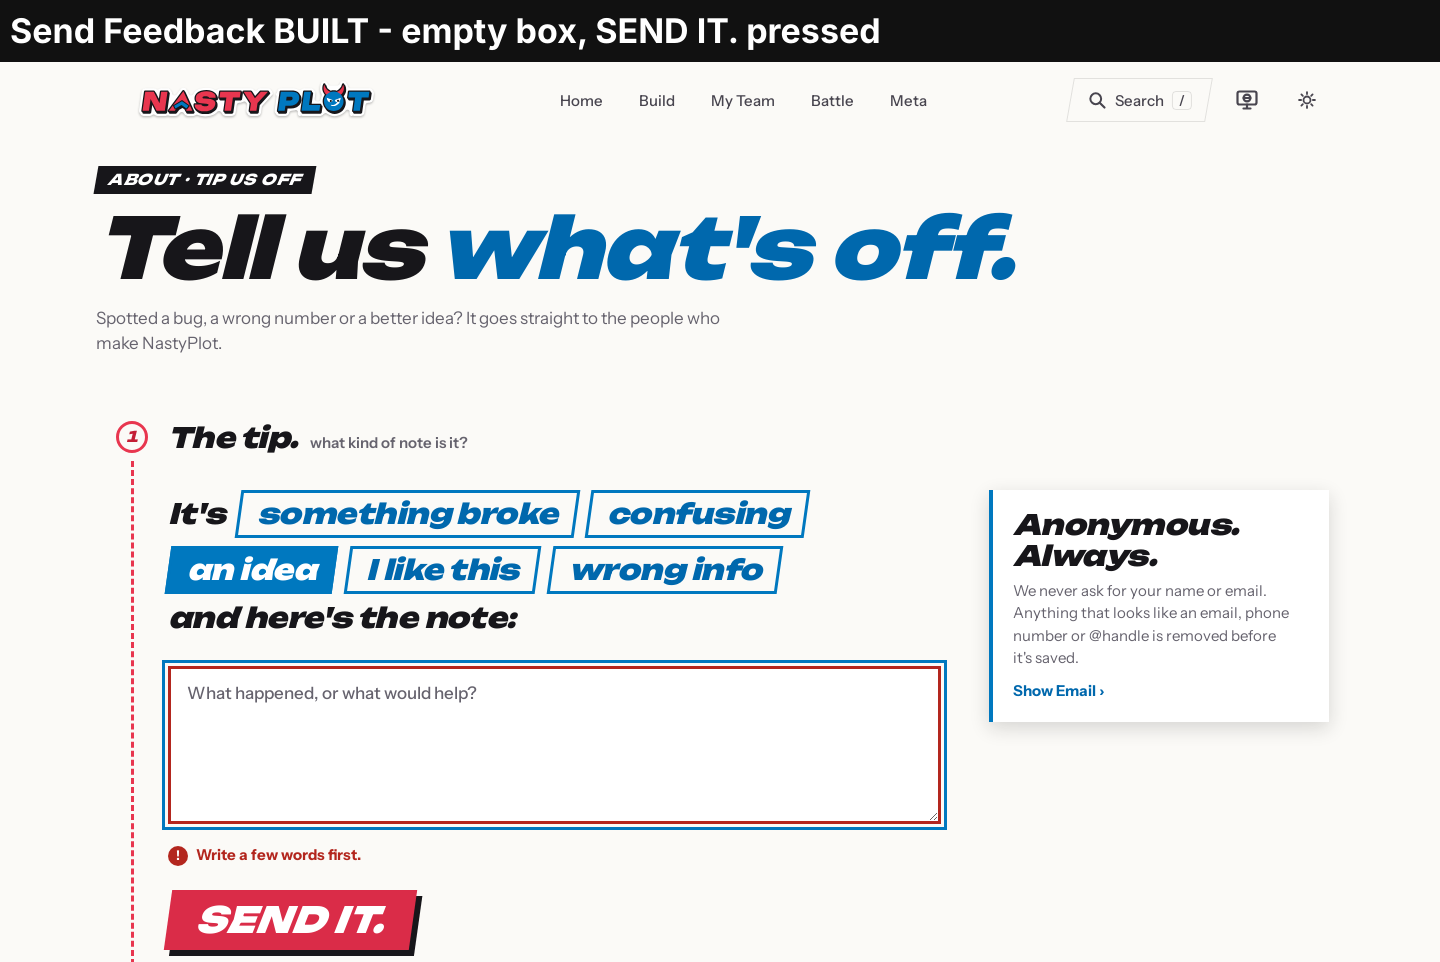 Send Feedback BUILT - empty box, SEND IT. pressed
NASTY PLOT
Home Build My Team Battle Meta
Search /
ABOUT · TIP US OFF
Tell us what's off.
Spotted a bug, a wrong number or a better idea? It goes straight to the people who
make NastyPlot.
1 The tip. what kind of note is it?
It's something broke confusing
an idea I like this wrong info
and here's the note:
What happened, or what would help?
! Write a few words first.
SEND IT.
Anonymous.
Always.
We never ask for your name or email.
Anything that looks like an email, phone
number or @handle is removed before
it's saved.
Show Email ›